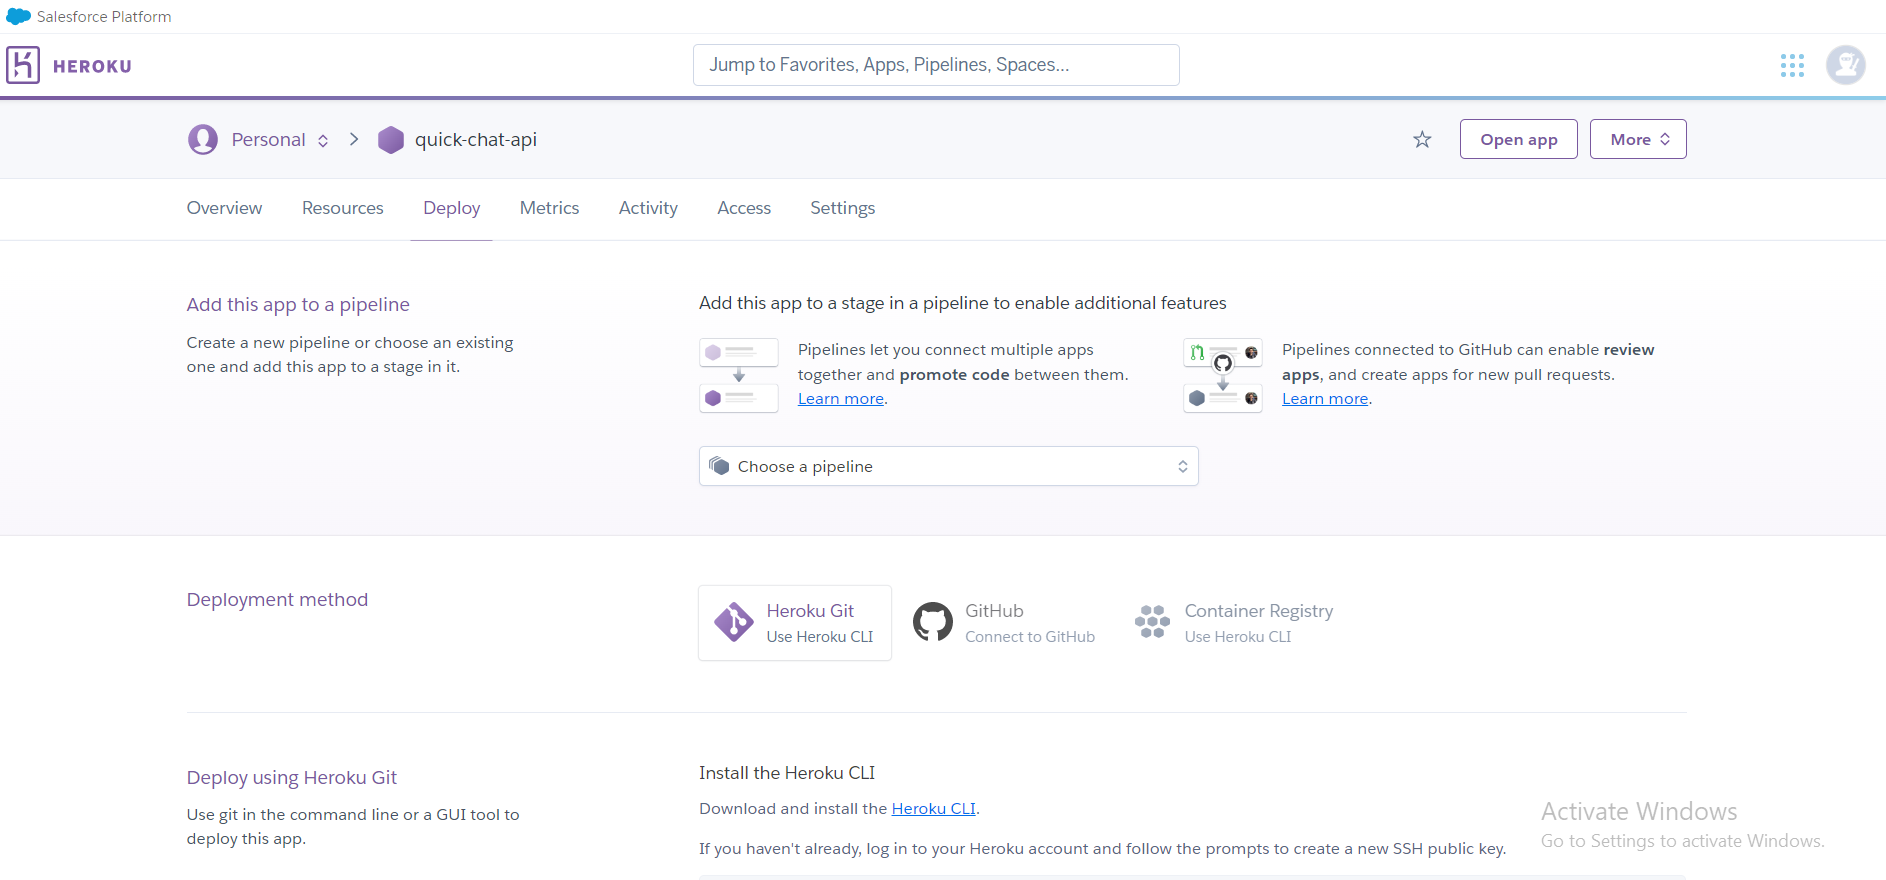 Salesforce Platform
HEROKU
Jump to Favorites, Apps, Pipelines, Spaces...
Personal
quick-chat-api
Open app
More
Overview
Resources
Deploy
Metrics
Activity
Access
Settings
Add this app to a pipeline
Create a new pipeline or choose an existing
one and add this app to a stage in it.
Add this app to a stage in a pipeline to enable additional features
Pipelines let you connect multiple apps
together and promote code between them.
Learn more.
Pipelines connected to GitHub can enable review
apps, and create apps for new pull requests.
Learn more.
Choose a pipeline
Deployment method
Heroku Git
Use Heroku CLI
GitHub
Connect to GitHub
Container Registry
Use Heroku CLI
Deploy using Heroku Git
Use git in the command line or a GUI tool to
deploy this app.
Install the Heroku CLI
Download and install the Heroku CLI.
If you haven't already, log in to your Heroku account and follow the prompts to create a new SSH public key.
Activate Windows
Go to Settings to activate Windows.